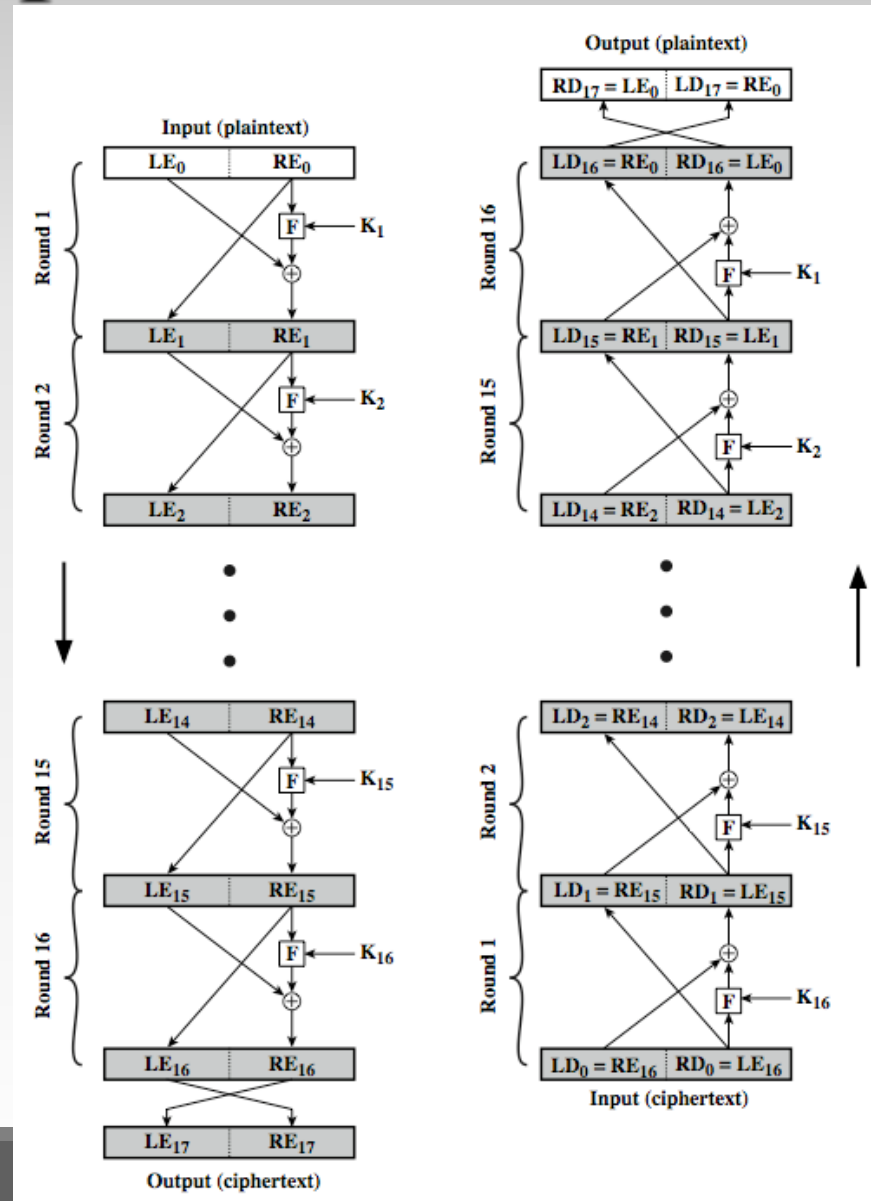 Input (plaintext)
LE₀ RE₀
Round 1
F
K₁
+
LE₁ RE₁
Round 2
F
K₂
+
LE₂ RE₂
LE₁₄ RE₁₄
Round 15
F
K₁₅
+
LE₁₅ RE₁₅
Round 16
F
K₁₆
+
LE₁₆ RE₁₆
LE₁₇ RE₁₇
Output (ciphertext)
Output (plaintext)
RD₁₇ = LE₀ LD₁₇ = RE₀
LD₁₆ = RE₀ RD₁₆ = LE₀
Round 16
+
F
K₁
LD₁₅ = RE₁ RD₁₅ = LE₁
Round 15
+
F
K₂
LD₁₄ = RE₂ RD₁₄ = LE₂
LD₂ = RE₁₄ RD₂ = LE₁₄
Round 2
+
F
K₁₅
LD₁ = RE₁₅ RD₁ = LE₁₅
Round 1
+
F
K₁₆
LD₀ = RE₁₆ RD₀ = LE₁₆
Input (ciphertext)